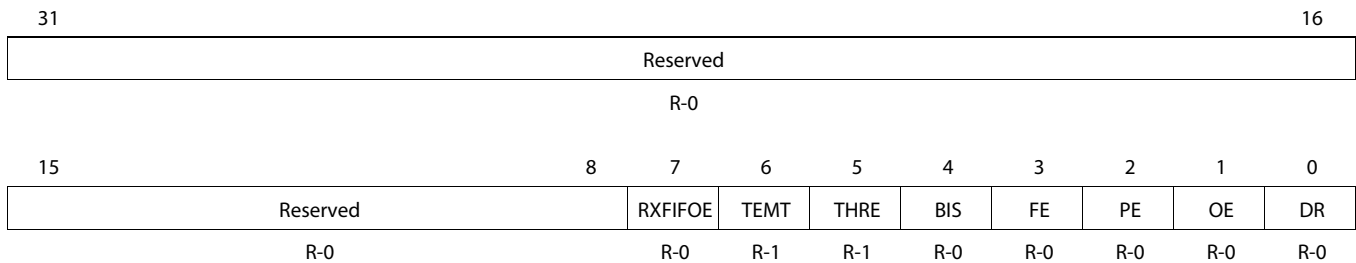 31 16
Reserved
R-0
15 8 7 6 5 4 3 2 1 0
Reserved RXFIFOE TEMT THRE BIS FE PE OE DR
R-0 R-0 R-1 R-1 R-0 R-0 R-0 R-0 R-0